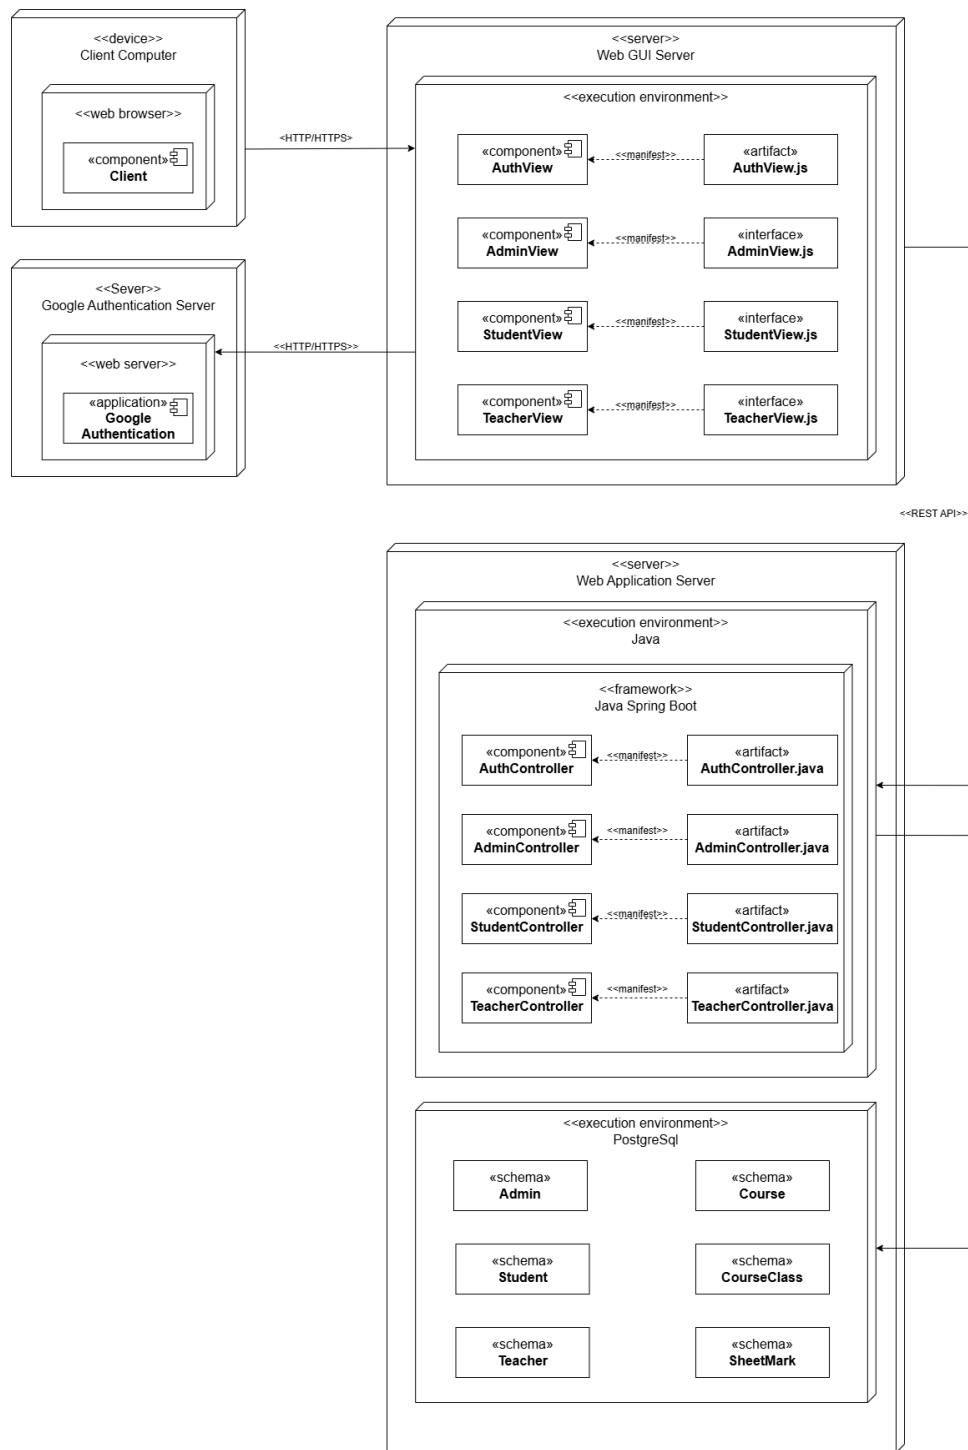 <<device>>
Client Computer
<<web browser>>
«component»
Client
<HTTP/HTTPS>
<<server>>
Web GUI Server
<<execution environment>>
«component»
AuthView
<<manifest>>
«artifact»
AuthView.js
«component»
AdminView
<<manifest>>
«interface»
AdminView.js
«component»
StudentView
<<manifest>>
«interface»
StudentView.js
«component»
TeacherView
<<manifest>>
«interface»
TeacherView.js
<<Sever>>
Google Authentication Server
<<web server>>
«application»
Google
Authentication
<<HTTP/HTTPS>>
<<REST API>>
<<server>>
Web Application Server
<<execution environment>>
Java
<<framework>>
Java Spring Boot
«component»
AuthController
<<manifest>>
«artifact»
AuthController.java
«component»
AdminController
<<manifest>>
«artifact»
AdminController.java
«component»
StudentController
<<manifest>>
«artifact»
StudentController.java
«component»
TeacherController
<<manifest>>
«artifact»
TeacherController.java
<<execution environment>>
PostgreSql
«schema»
Admin
«schema»
Course
«schema»
Student
«schema»
CourseClass
«schema»
Teacher
«schema»
SheetMark